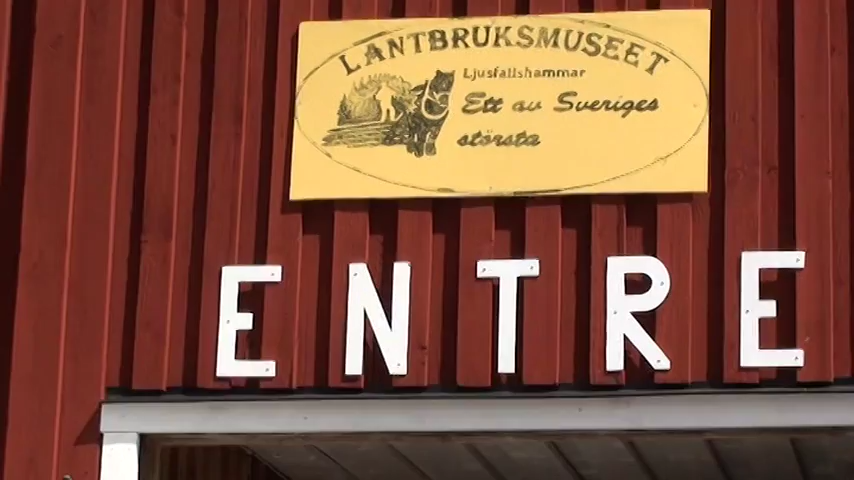 LANTBRUKSMUSEET
Ljusfallshammar
Ett av Sveriges
största
ENTRE